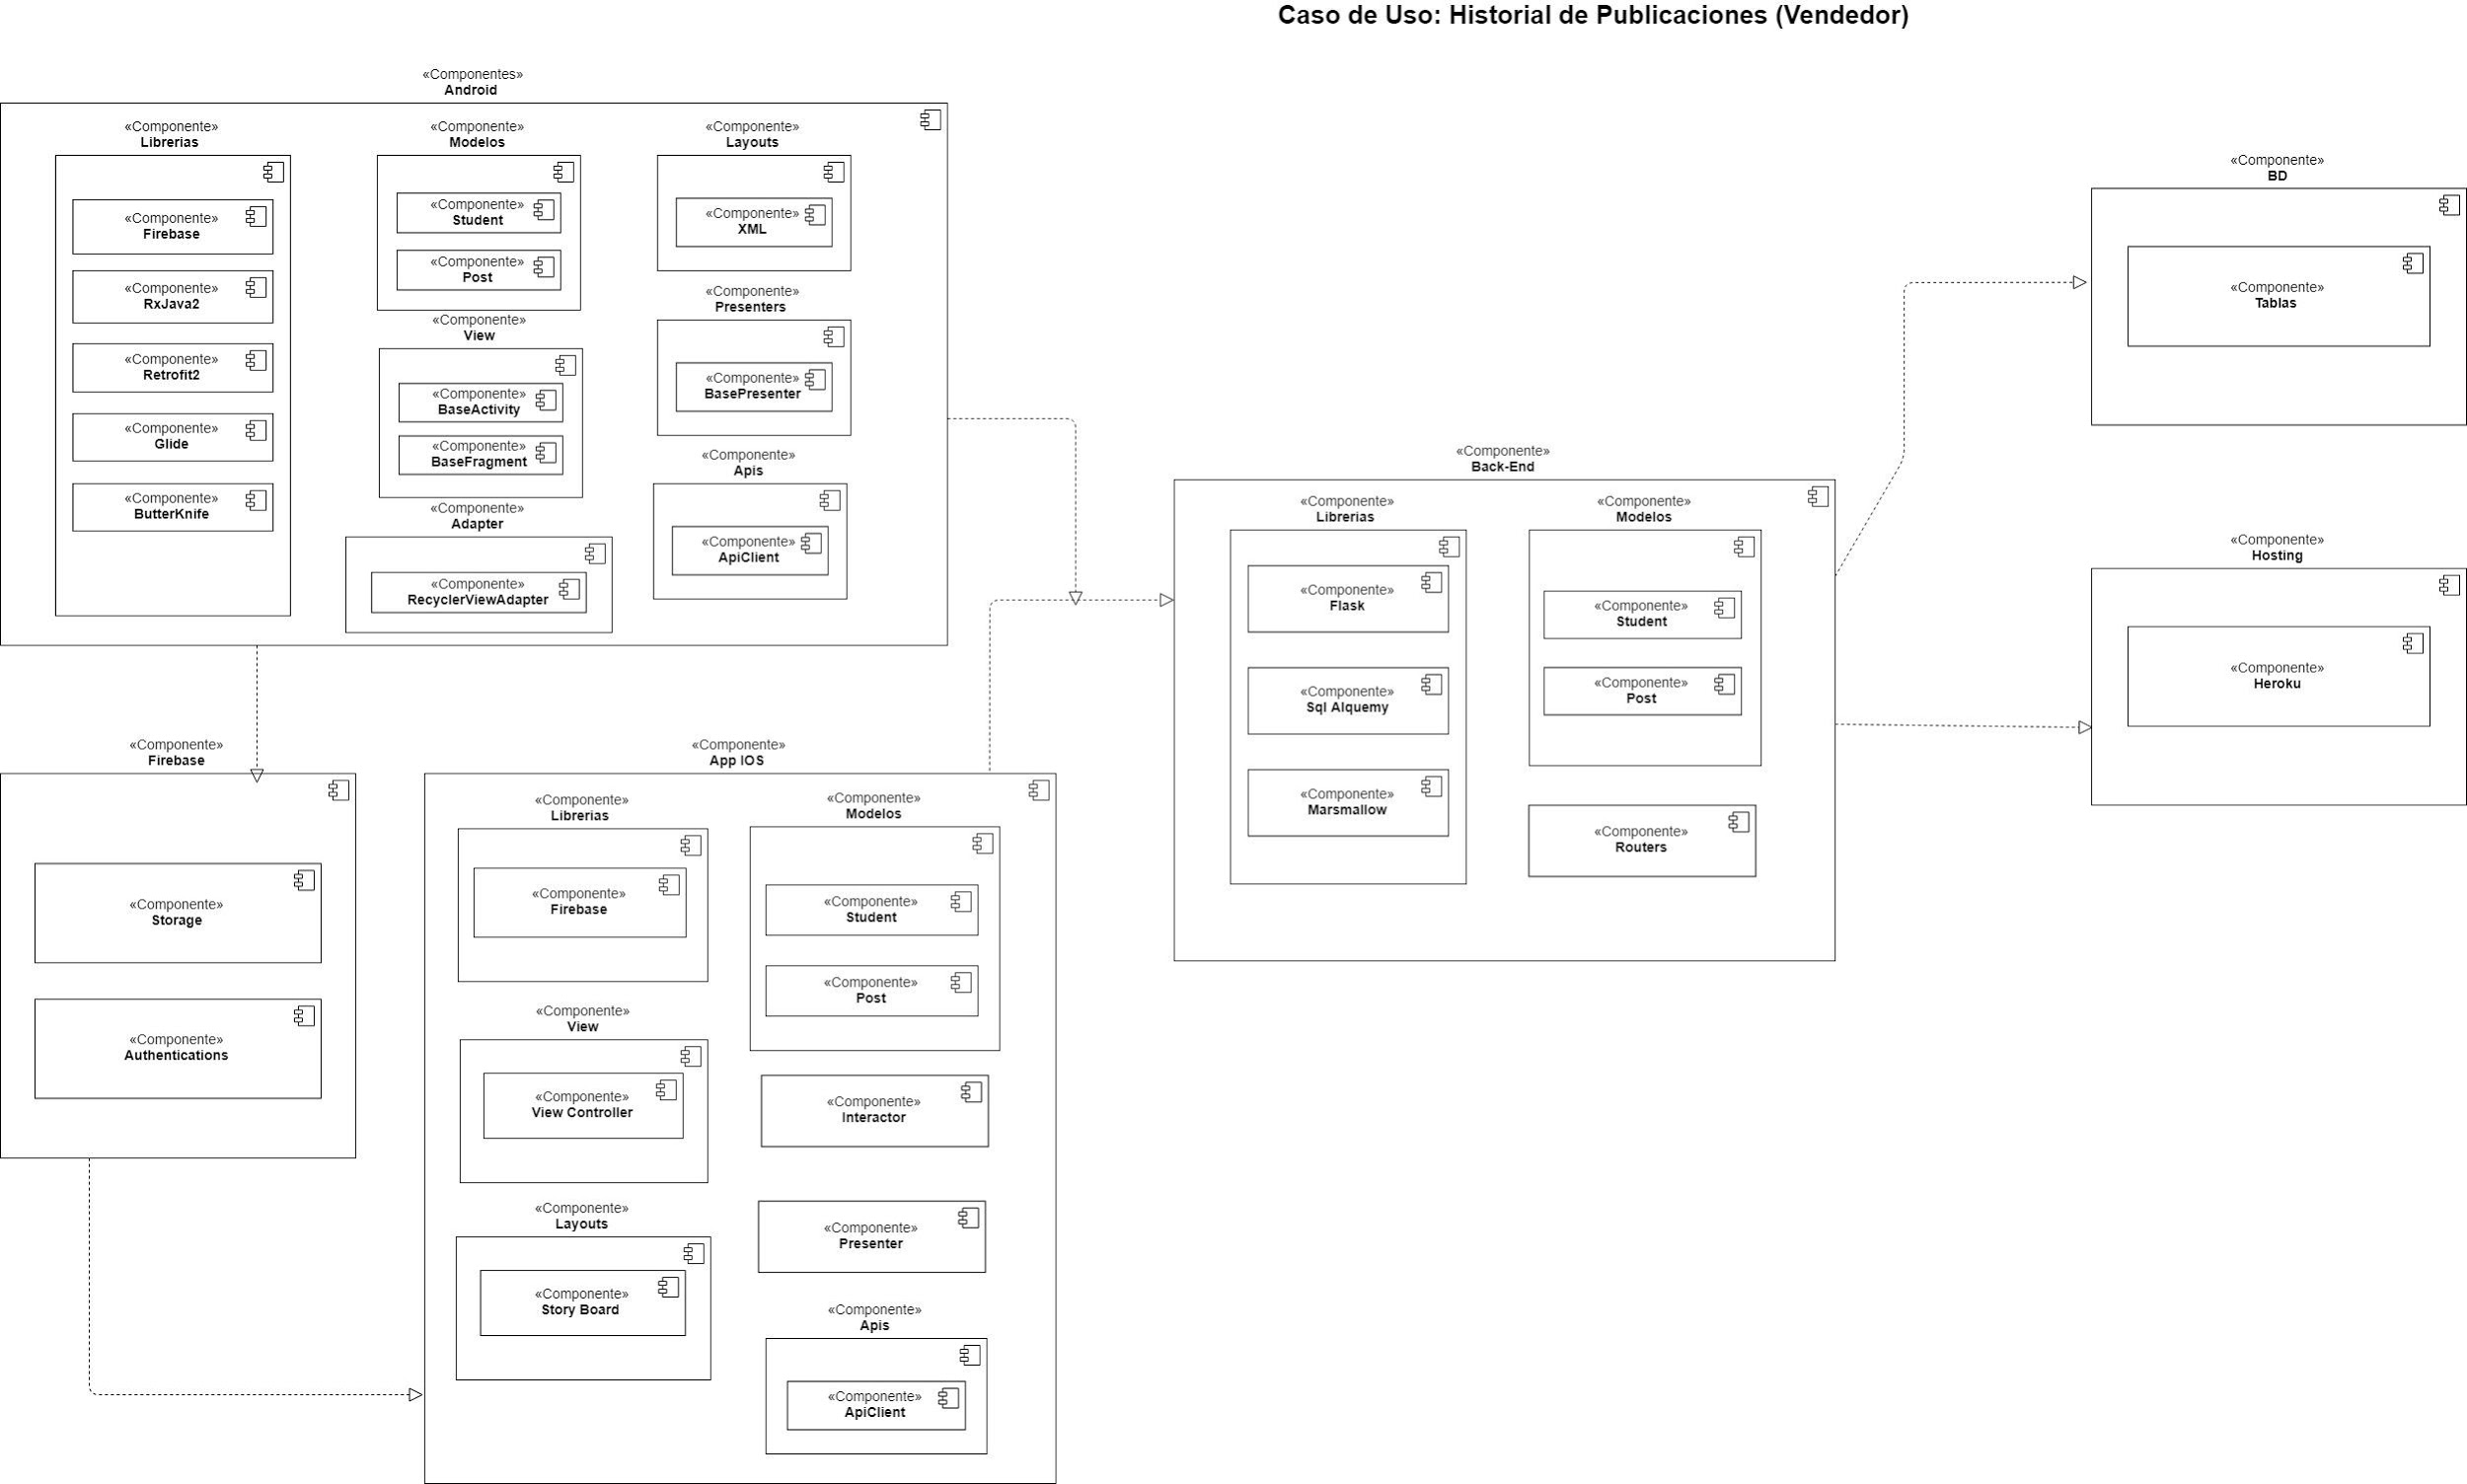 Caso de Uso: Historial de Publicaciones (Vendedor)
«Componentes»
Android
«Componente»
Librerias
«Componente»
Firebase
«Componente»
RxJava2
«Componente»
Retrofit2
«Componente»
Glide
«Componente»
ButterKnife
«Componente»
Modelos
«Componente»
Student
«Componente»
Post
«Componente»
View
«Componente»
BaseActivity
«Componente»
BaseFragment
«Componente»
Adapter
«Componente»
RecyclerViewAdapter
«Componente»
Layouts
«Componente»
XML
«Componente»
Presenters
«Componente»
BasePresenter
«Componente»
Apis
«Componente»
ApiClient
«Componente»
Firebase
«Componente»
Storage
«Componente»
Authentications
«Componente»
App IOS
«Componente»
Librerias
«Componente»
Firebase
«Componente»
View
«Componente»
View Controller
«Componente»
Layouts
«Componente»
Story Board
«Componente»
Modelos
«Componente»
Student
«Componente»
Post
«Componente»
Interactor
«Componente»
Presenter
«Componente»
Apis
«Componente»
ApiClient
«Componente»
Back-End
«Componente»
Librerias
«Componente»
Flask
«Componente»
Sql Alquemy
«Componente»
Marsmallow
«Componente»
Modelos
«Componente»
Student
«Componente»
Post
«Componente»
Routers
«Componente»
BD
«Componente»
Tablas
«Componente»
Hosting
«Componente»
Heroku